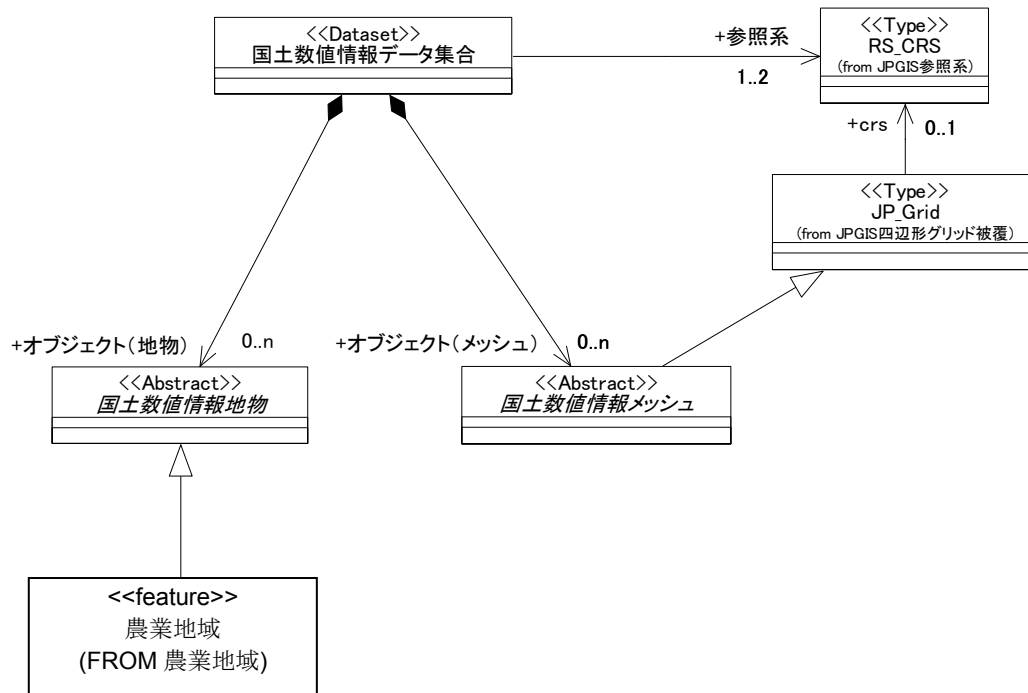 <<Dataset>>
国土数値情報データ集合
+参照系
1..2
<<Type>>
RS_CRS
(from JPGIS参照系)
+crs
0..1
<<Type>>
JP_Grid
(from JPGIS四辺形グリッド被覆)
+オブジェクト(地物)
0..n
+オブジェクト(メッシュ)
0..n
<<Abstract>>
国土数値情報地物
<<Abstract>>
国土数値情報メッシュ
<<feature>>
農業地域
(FROM 農業地域)